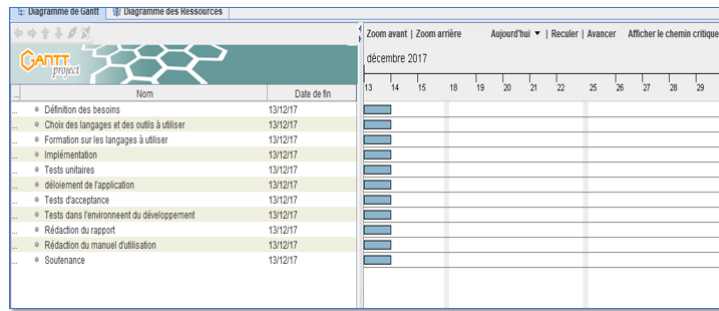 Diagramme de Gantt
Diagramme des Ressources
Zoom avant | Zoom arrière Aujourd'hui ▼ | Reculer | Avancer Afficher le chemin critique
GANTT
project
décembre 2017
13 14 15 18 19 20 21 22 25 26 27 28 29
... Nom Date de fin
... Définition des besoins 13/12/17
... Choix des langages et des outils à utiliser 13/12/17
... Formation sur les langages à utiliser 13/12/17
... Implémentation 13/12/17
... Tests unitaires 13/12/17
... déloiement de l'application 13/12/17
... Tests d'acceptance 13/12/17
... Tests dans l'environneent du développement 13/12/17
... Rédaction du rapport 13/12/17
... Rédaction du manuel d'utilisation 13/12/17
... Soutenance 13/12/17